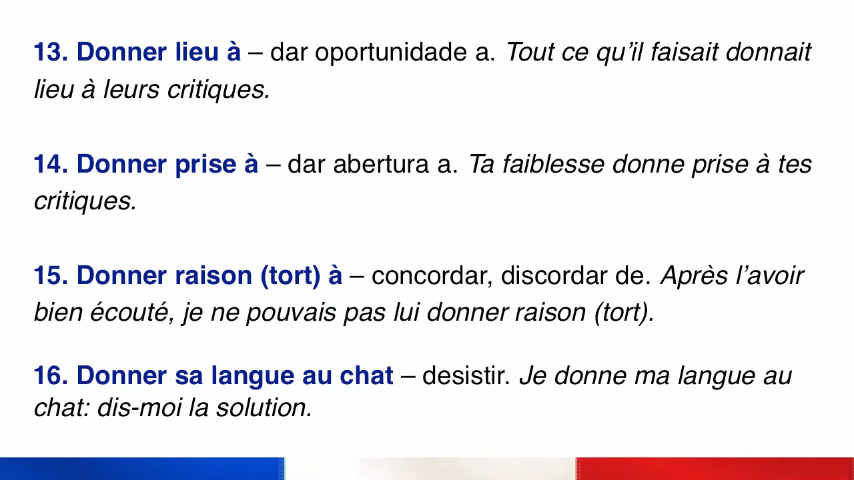 13. Donner lieu à – dar oportunidade a. Tout ce qu’il faisait donnait
lieu à leurs critiques.
14. Donner prise à – dar abertura a. Ta faiblesse donne prise à tes
critiques.
15. Donner raison (tort) à – concordar, discordar de. Après l’avoir
bien écouté, je ne pouvais pas lui donner raison (tort).
16. Donner sa langue au chat – desistir. Je donne ma langue au
chat: dis-moi la solution.